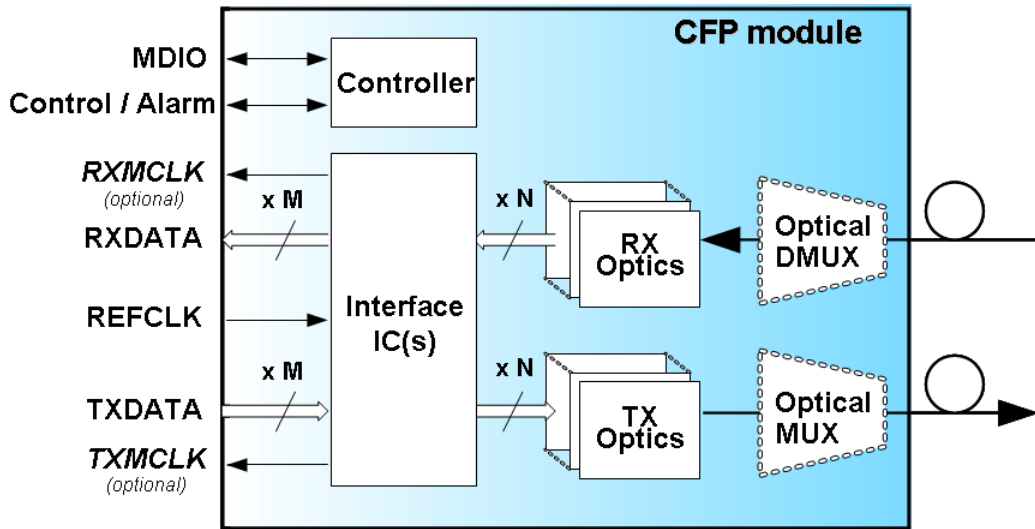 CFP module
MDIO
Control / Alarm
Controller
RXMCLK
(optional)
x M
x N
RXDATA
RX
Optics
Optical
DMUX
REFCLK
Interface
IC(s)
x M
x N
TXDATA
TX
Optics
Optical
MUX
TXMCLK
(optional)